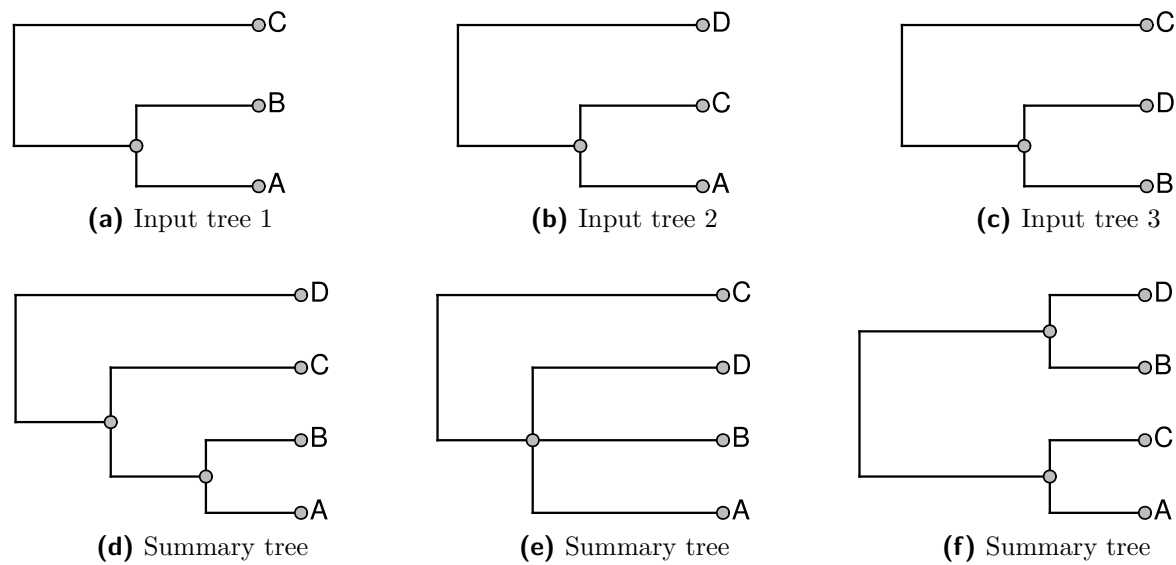 C
B
A
(a) Input tree 1
D
C
A
(b) Input tree 2
C
D
B
(c) Input tree 3
D
C
B
A
(d) Summary tree
C
D
B
A
(e) Summary tree
D
B
C
A
(f) Summary tree